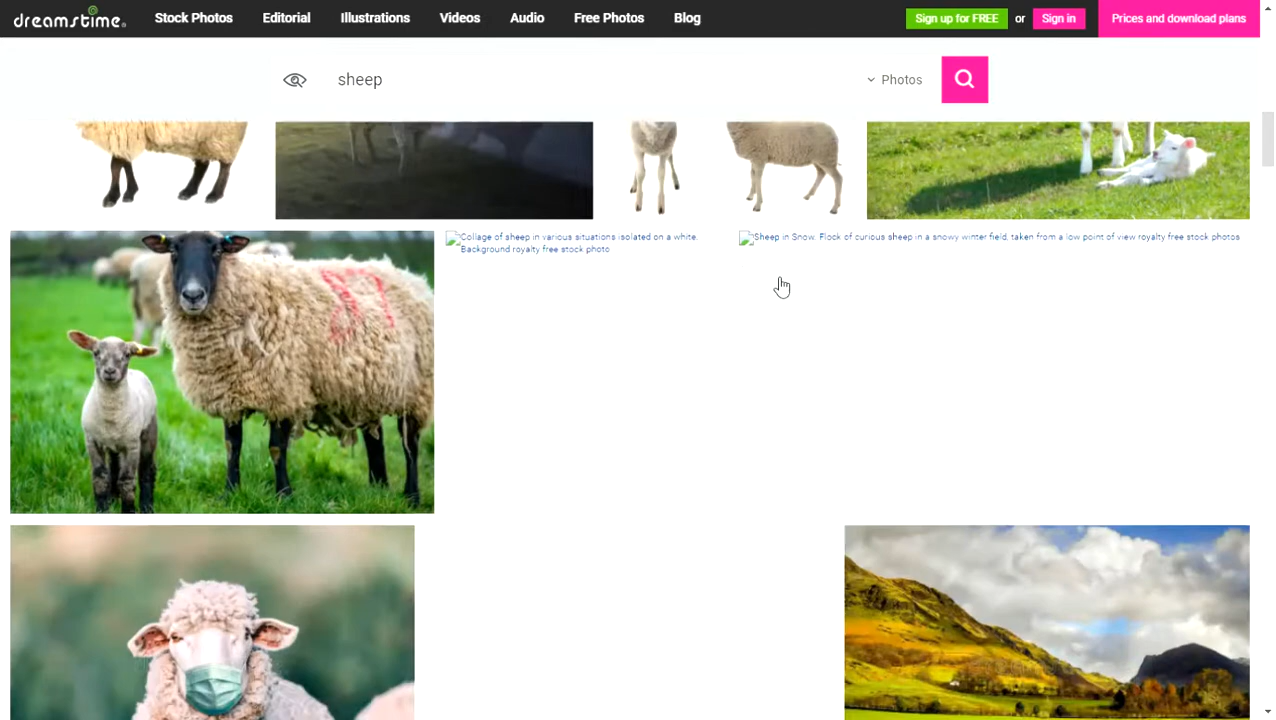 dreamstime. Stock Photos Editorial Illustrations Videos Audio Free Photos Blog Sign up for FREE or Sign in Prices and download plans
sheep Photos
Collage of sheep in various situations isolated on a white.
Background royalty free stock photo
Sheep in Snow. Flock of curious sheep in a snowy winter field, taken from a low point of view royalty free stock photos